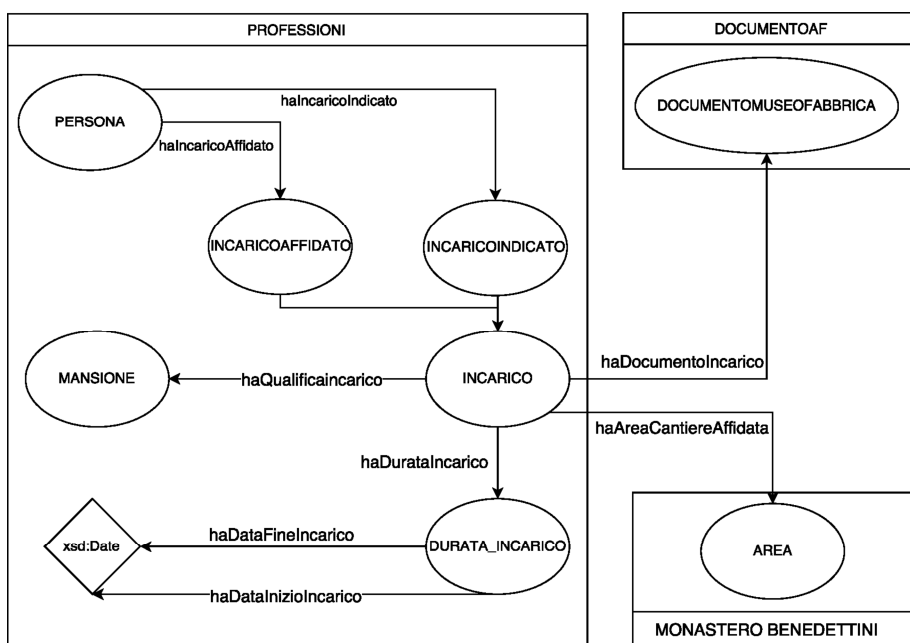 PROFESSIONI
DOCUMENTOAF
PERSONA
haIncaricoIndicato
DOCUMENTOMUSEOFABBRICA
haIncaricoAffidato
INCARICOAFFIDATO
INCARICOINDICATO
MANSIONE
haQualificaincarico
INCARICO
haDocumentoIncarico
haAreaCantiereAffidata
haDurataIncarico
xsd:Date
haDataFineIncarico
DURATA_INCARICO
AREA
haDataInizioIncarico
MONASTERO BENEDETTINI